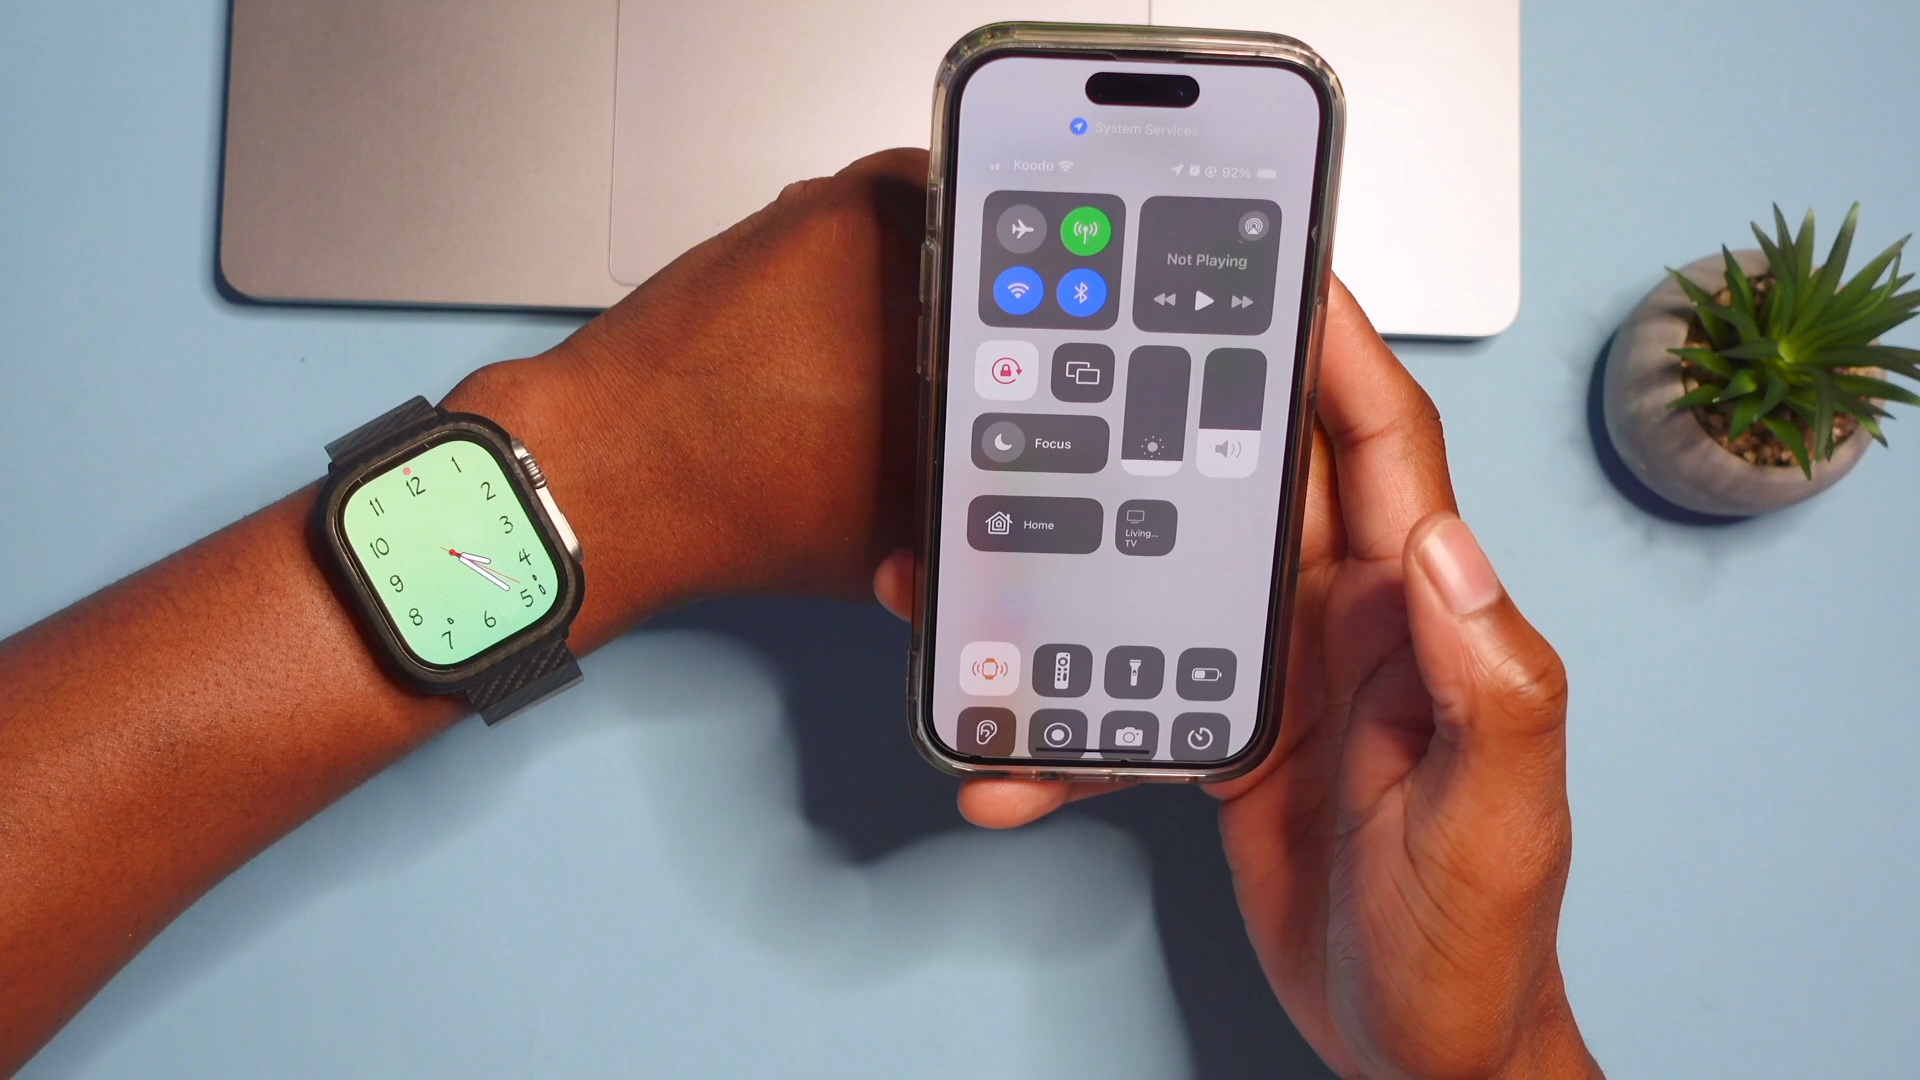 System Services
Koodo
92%
Not Playing
Focus
Home
Living...
TV
12
1
2
3
4
5
6
7
8
9
10
11